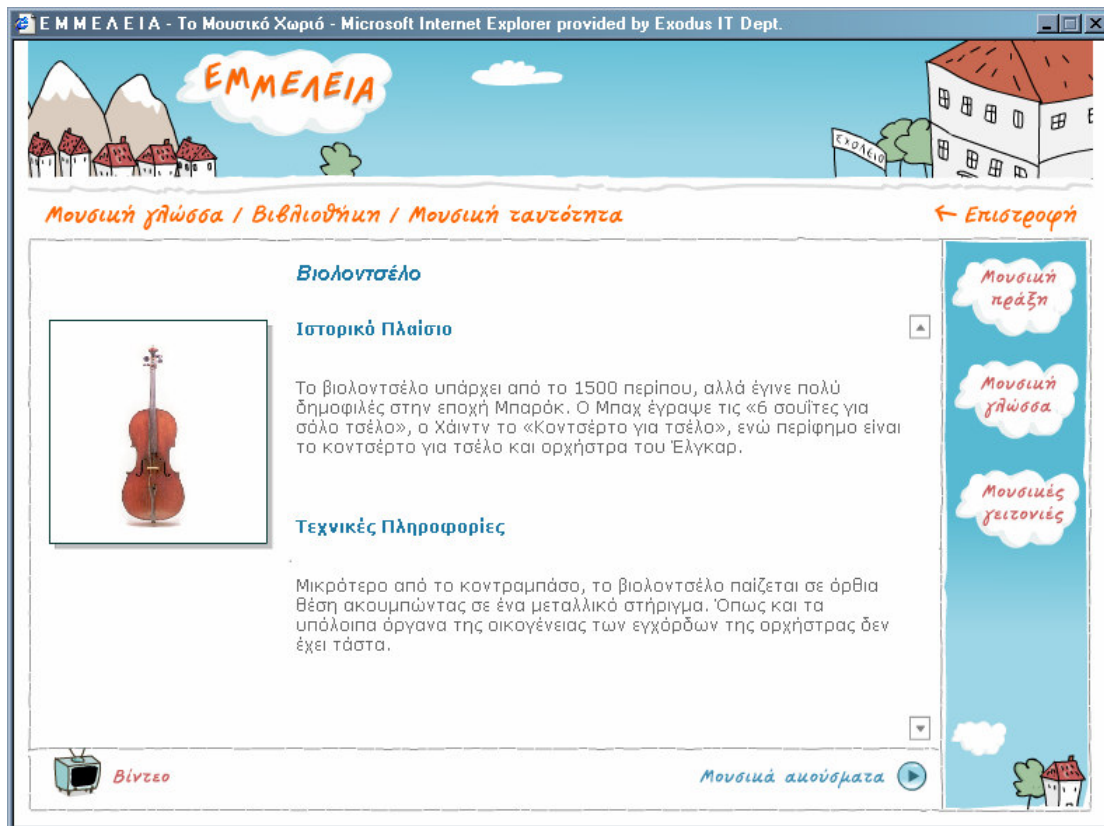 Ε Μ Μ Ε Λ Ε Ι Α - Το Μουσικό Χωριό - Microsoft Internet Explorer provided by Exodus IT Dept.
ΕΜΜΕΛΕΙΑ
ΣΧΟΛΕΙΟ
Μουσική γλώσσα / Βιβλιοθήκη / Μουσική ταυτότητα
← Επιστροφή
Βιολοντσέλο
Ιστορικό Πλαίσιο
Το βιολοντσέλο υπάρχει από το 1500 περίπου, αλλά έγινε πολύ
δημοφιλές στην εποχή Μπαρόκ. Ο Μπαχ έγραψε τις «6 σουΐτες για
σόλο τσέλο», ο Χάιντν το «Κοντσέρτο για τσέλο», ενώ περίφημο είναι
το κοντσέρτο για τσέλο και ορχήστρα του Έλγκαρ.
Τεχνικές Πληροφορίες
Μικρότερο από το κοντραμπάσο, το βιολοντσέλο παίζεται σε όρθια
θέση ακουμπώντας σε ένα μεταλλικό στήριγμα. Όπως και τα
υπόλοιπα όργανα της οικογένειας των εγχόρδων της ορχήστρας δεν
έχει τάστα.
Μουσική
πράξη
Μουσική
γλώσσα
Μουσικές
γειτονιές
Βίντεο
Μουσικά ακούσματα